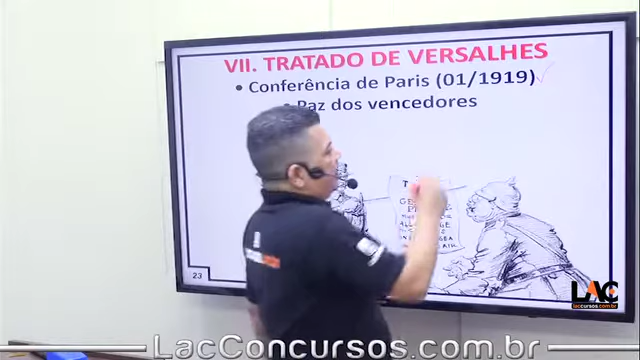 VII. TRATADO DE VERSALHES
• Conferência de Paris (01/1919)
• Paz dos vencedores
23
LAC
laccursos.com.br
LacConcursos.com.br